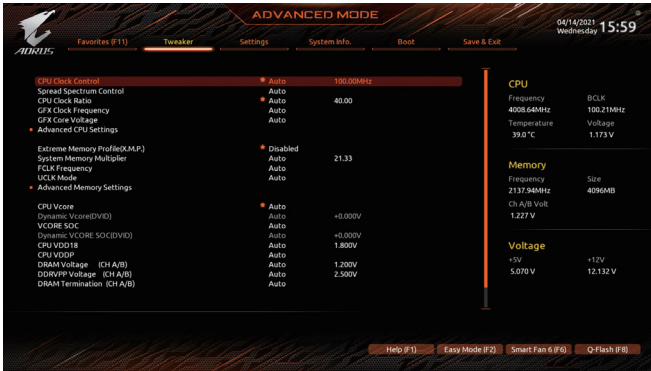 ADVANCED MODE
04/14/2021 Wednesday 15:59
AORUS
Favorites (F11) Tweaker Settings System Info. Boot Save & Exit
CPU Clock Control * Auto 100.00MHz
Spread Spectrum Control Auto
CPU Clock Ratio * Auto 40.00
GFX Clock Frequency Auto
GFX Core Voltage Auto
Advanced CPU Settings
Extreme Memory Profile(X.M.P.) * Disabled
System Memory Multiplier Auto 21.33
FCLK Frequency Auto
UCLK Mode Auto
Advanced Memory Settings
CPU Vcore * Auto
Dynamic Vcore(DVID) Auto +0.000V
VCORE SOC Auto
Dynamic VCORE SOC(DVID) Auto +0.000V
CPU VDD18 Auto 1.800V
CPU VDDP Auto
DRAM Voltage (CH A/B) Auto 1.200V
DDRVPP Voltage (CH A/B) Auto 2.500V
DRAM Termination (CH A/B) Auto
CPU
Frequency BCLK
4008.64MHz 100.21MHz
Temperature Voltage
39.0 °C 1.173 V
Memory
Frequency Size
2137.94MHz 4096MB
Ch A/B Volt
1.227 V
Voltage
+5V +12V
5.070 V 12.132 V
Help (F1) Easy Mode (F2) Smart Fan 6 (F6) Q-Flash (F8)